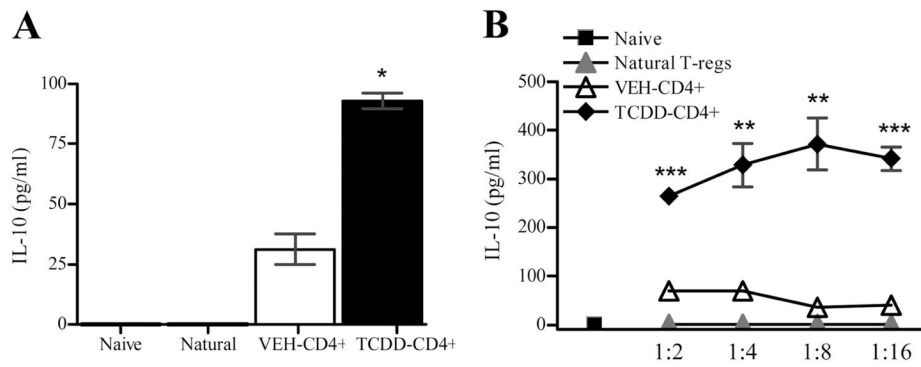 A
IL-10 (pg/ml)
100
75
50
25
0
*
Naive Natural VEH-CD4+ TCDD-CD4+
B
Naive
Natural T-regs
VEH-CD4+
TCDD-CD4+
IL-10 (pg/ml)
500
400
300
200
100
0
*** ** ** ***
1:2 1:4 1:8 1:16